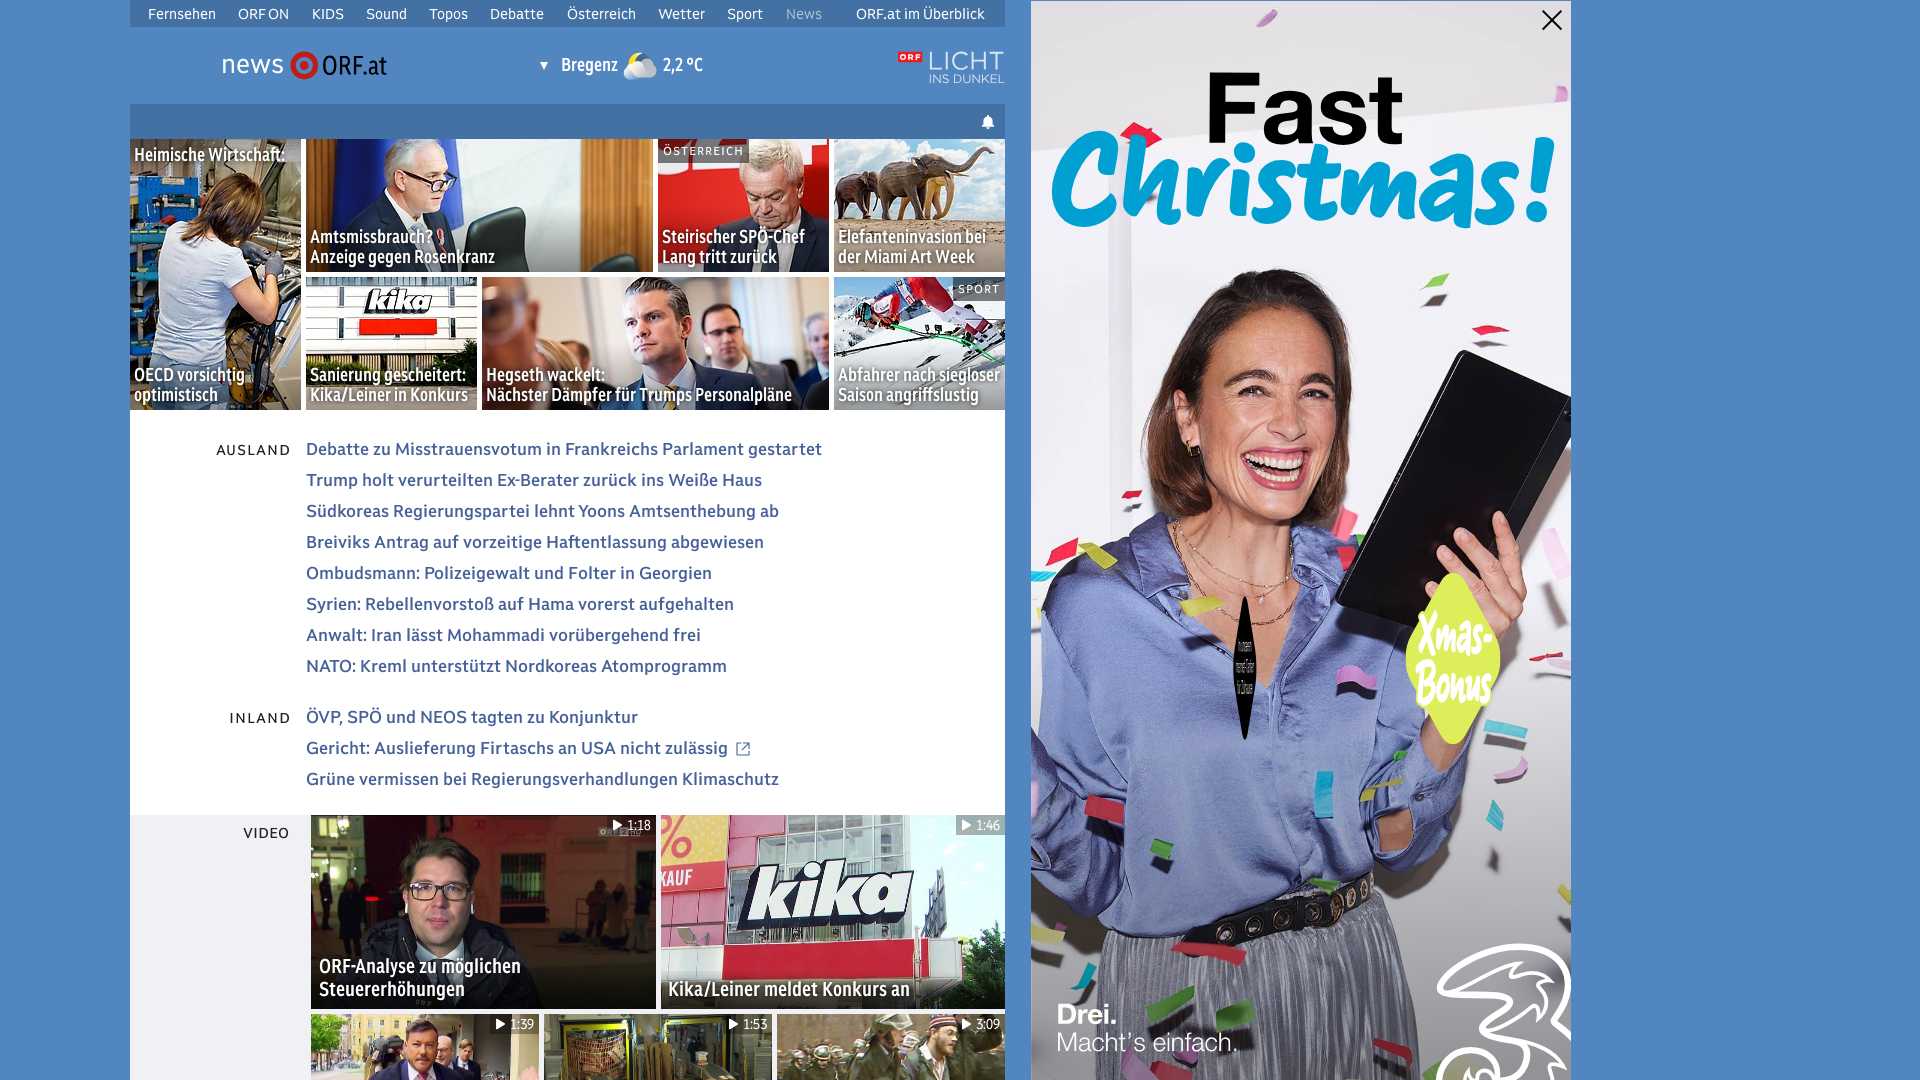 Fernsehen ORF ON KIDS Sound Topos Debatte Österreich Wetter Sport News ORF.at im Überblick
news ORF.at
Bregenz 2,2 °C
ORF LICHT
INS DUNKEL
Heimische Wirtschaft:
OECD vorsichtig
optimistisch
Amtsmissbrauch?
Anzeige gegen Rosenkranz
ÖSTERREICH
Steirischer SPÖ-Chef
Lang tritt zurück
Elefanteninvasion bei
der Miami Art Week
kika
Sanierung gescheitert:
Kika/Leiner in Konkurs
Hegseth wackelt:
Nächster Dämpfer für Trumps Personalpläne
SPORT
Abfahrer nach siegloser
Saison angriffslustig
AUSLAND
Debatte zu Misstrauensvotum in Frankreichs Parlament gestartet
Trump holt verurteilten Ex-Berater zurück ins Weiße Haus
Südkoreas Regierungspartei lehnt Yoons Amtsenthebung ab
Breiviks Antrag auf vorzeitige Haftentlassung abgewiesen
Ombudsmann: Polizeigewalt und Folter in Georgien
Syrien: Rebellenvorstoß auf Hama vorerst aufgehalten
Anwalt: Iran lässt Mohammadi vorübergehend frei
NATO: Kreml unterstützt Nordkoreas Atomprogramm
INLAND
ÖVP, SPÖ und NEOS tagten zu Konjunktur
Gericht: Auslieferung Firtaschs an USA nicht zulässig
Grüne vermissen bei Regierungsverhandlungen Klimaschutz
VIDEO
1:18
ORF-Analyse zu möglichen
Steuererhöhungen
1:46
%
KAUF
kika
Kika/Leiner meldet Konkurs an
1:39
1:53
3:09
Fast
Christmas!
Xmas-
Bonus
Drei.
Macht's einfach.